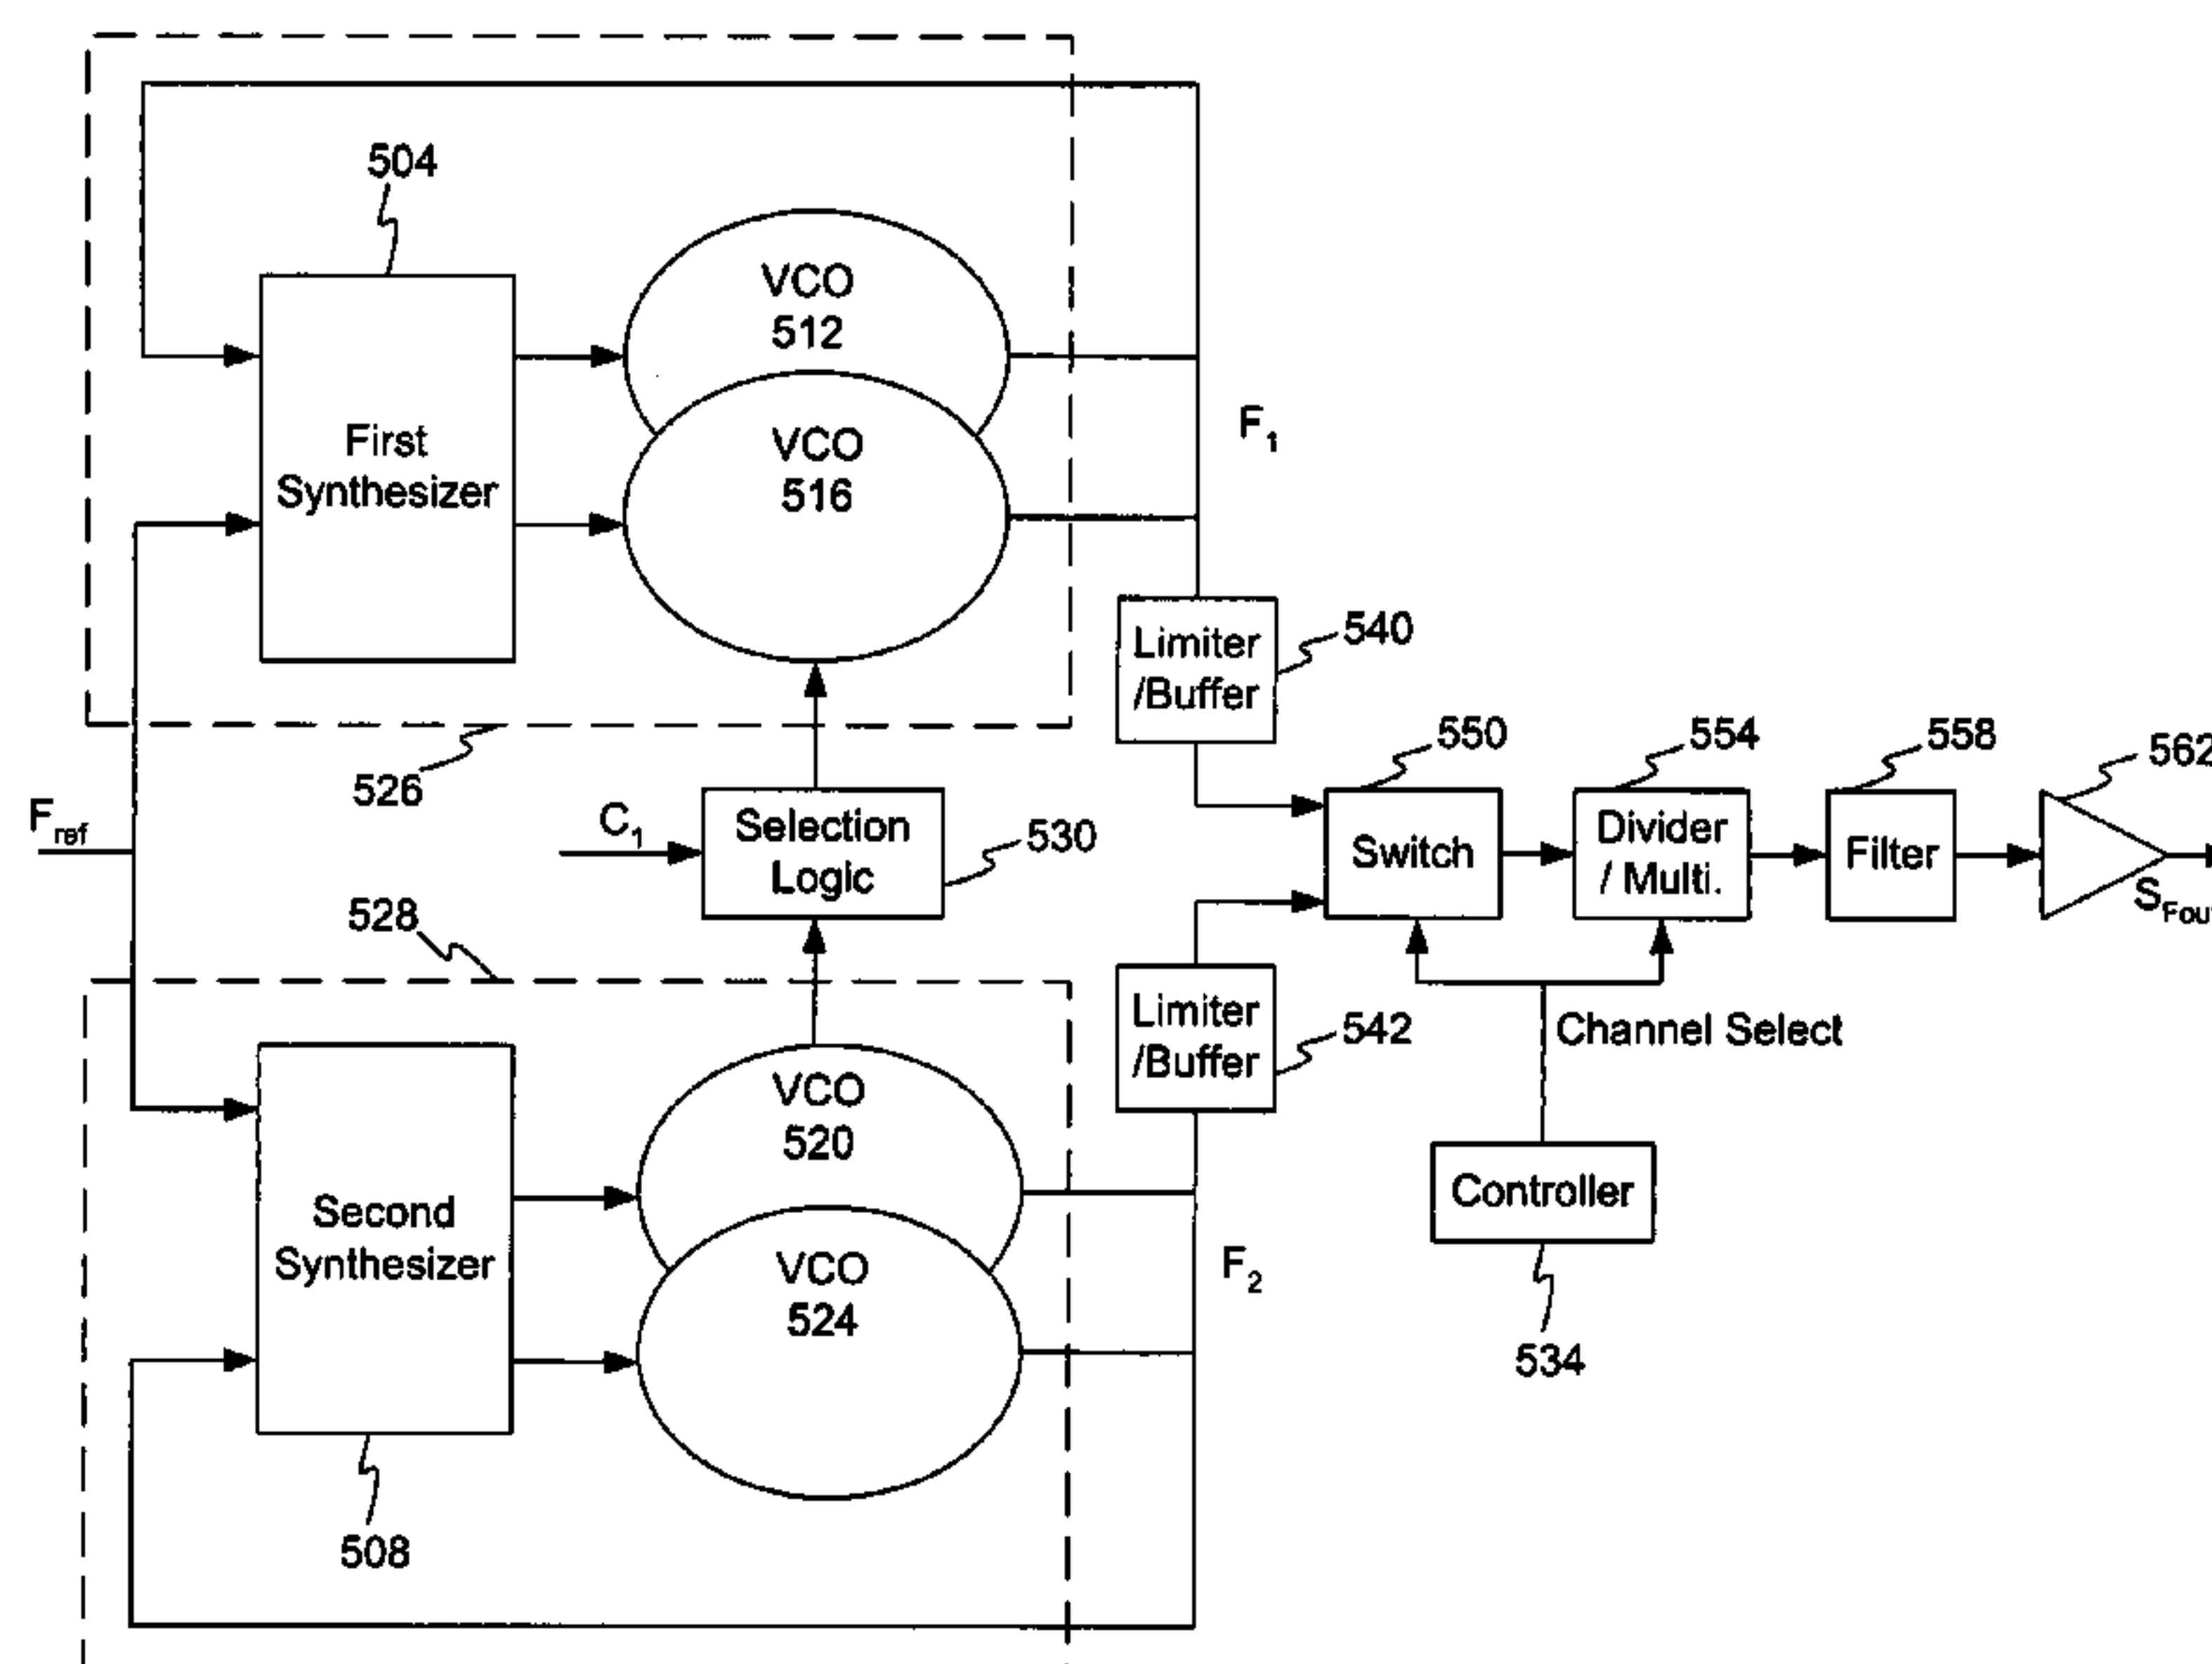 504
VCO
512
VCO
516
First
Synthesizer
F1
Limiter
/Buffer
540
526
Fref
C1
Selection
Logic
530
550
554
558
562
Switch
Divider
/ Multi.
Filter
SFout
528
Limiter
/Buffer
542
Channel Select
Controller
534
VCO
520
VCO
524
Second
Synthesizer
F2
508